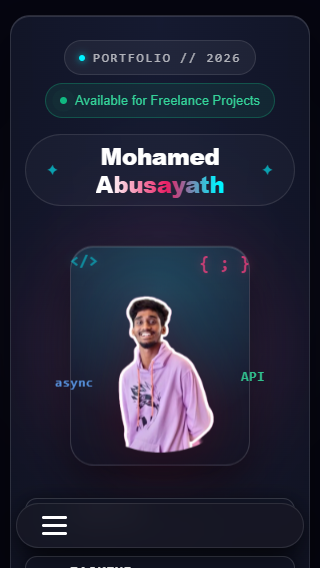 PORTFOLIO // 2026
Available for Freelance Projects
Mohamed
Abusayath
</>
{ ; }
async
API